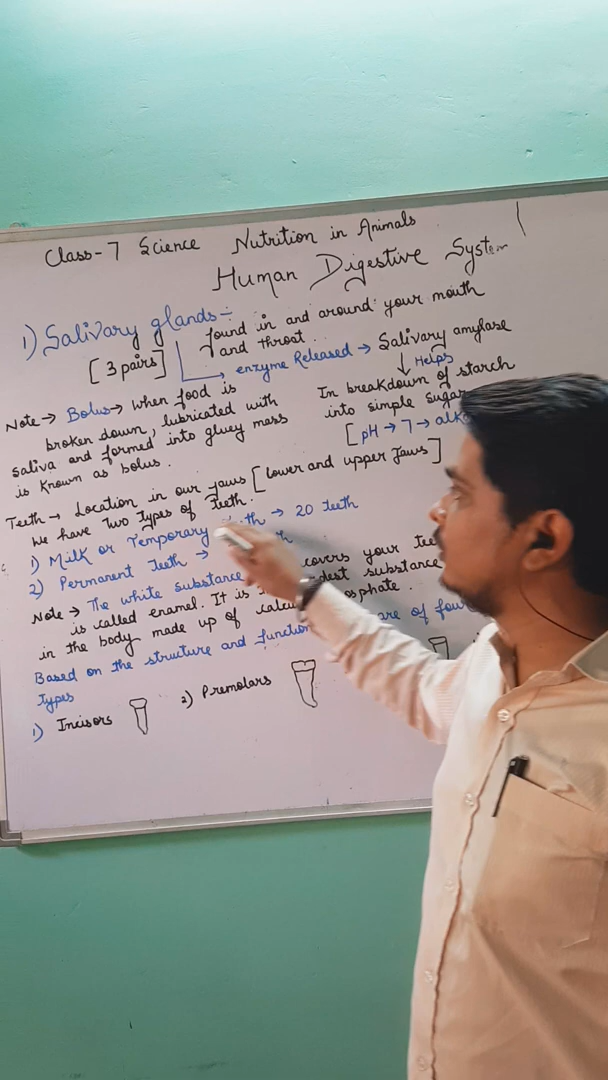 Class-7 Science Nutrition in Animals
Human Digestive System
1) Salivary glands:-
[3 pairs]
found in and around your mouth
and throat.
enzyme Released → Salivary amylase
↓ Helps
In breakdown of starch
into simple sugar
[pH → 7 →
Note → Bolus → when food is
broken down, lubricated with
saliva and formed into gluey mass
is known as bolus.
Teeth → Location in our jaws [lower and upper jaws]
We have two types of teeth.
1) Milk or Temporary → 20 teeth
2) Permanent Teeth →
Note → The white substance covers your
is called enamel. It is substance
in the body made up of
Based on the structure and function are of four
types
1) Incisors 2) Premolars